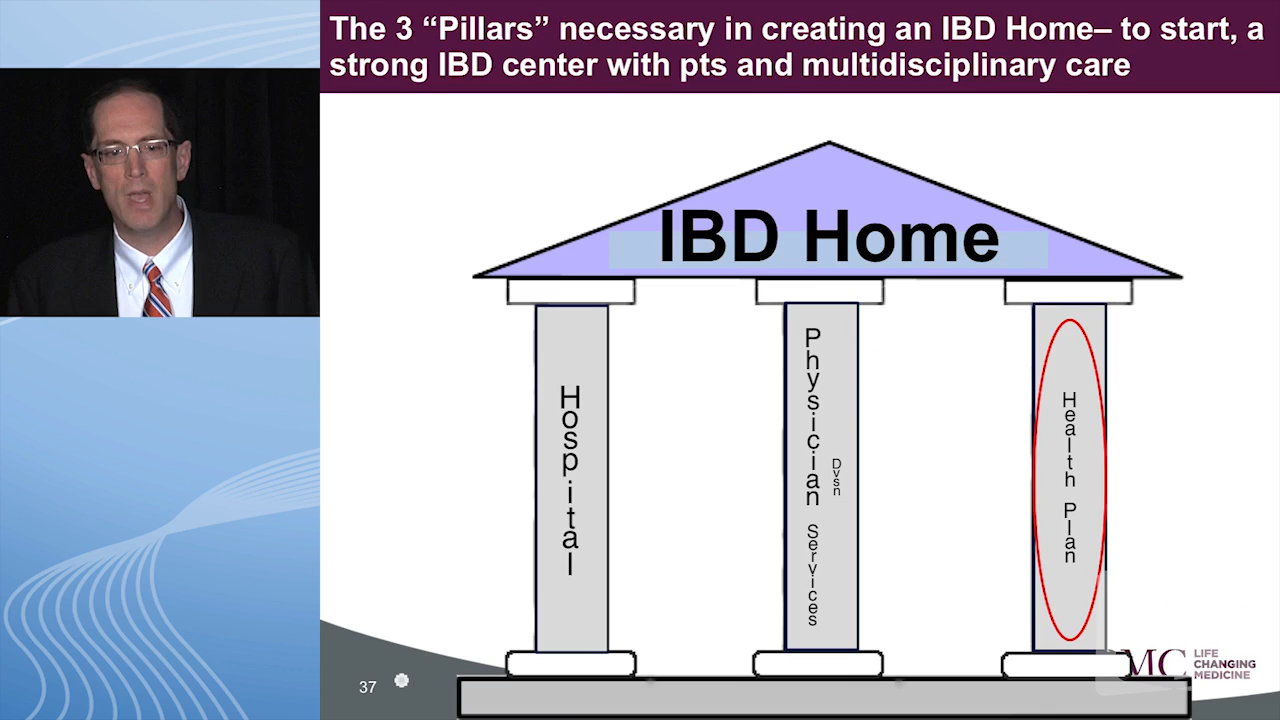 The 3 “Pillars” necessary in creating an IBD Home– to start, a
strong IBD center with pts and multidisciplinary care
IBD Home
Hospital
Physician Services
Dvsn
Health Plan
37
MC
LIFE
CHANGING
MEDICINE